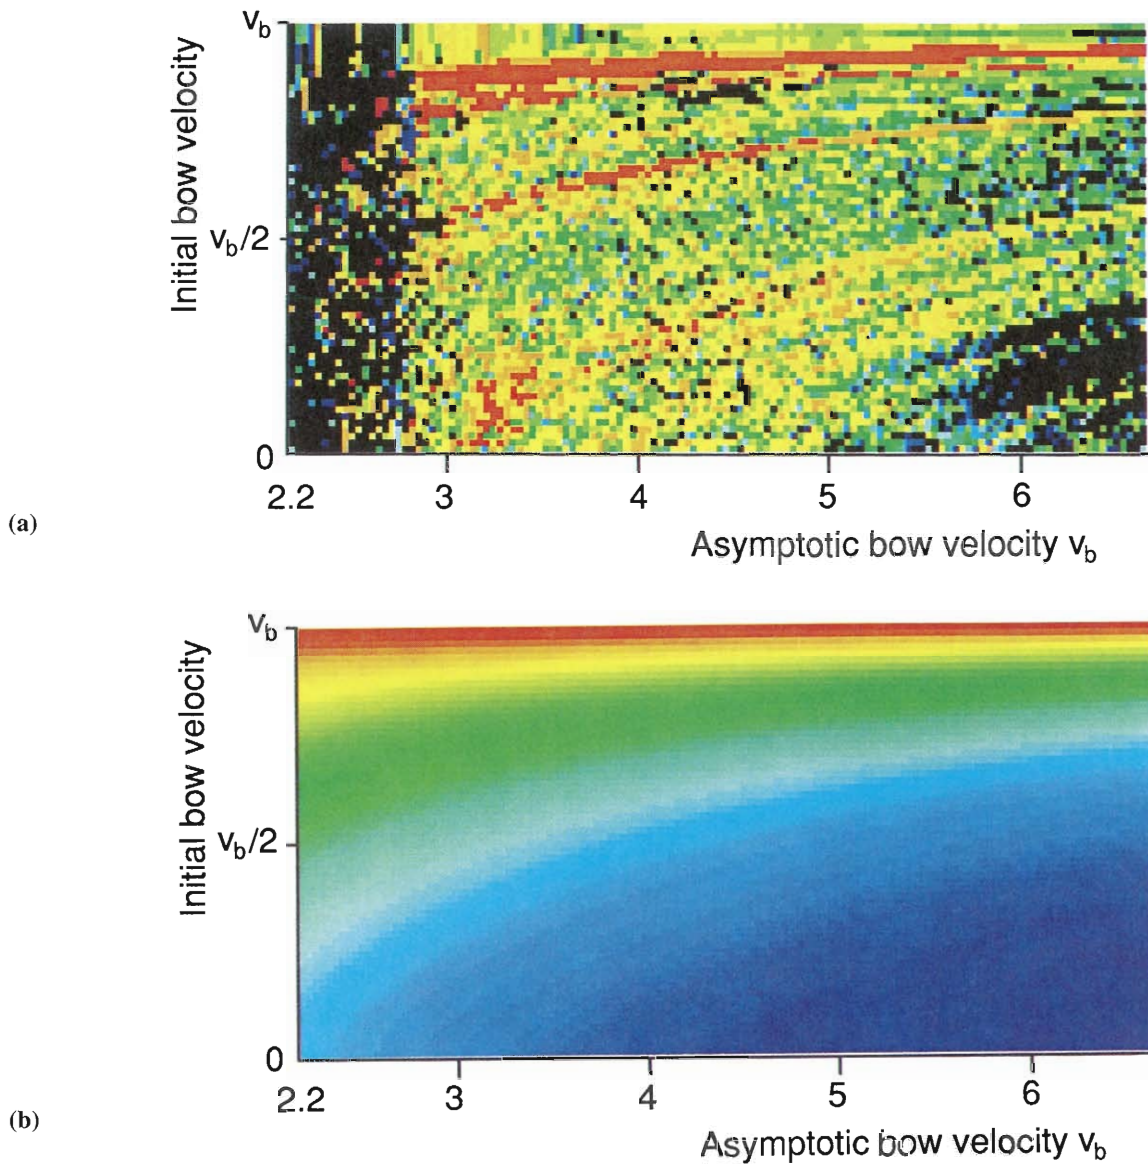 v_b
Initial bow velocity
v_b/2
0
2.2 3 4 5 6
(a)
Asymptotic bow velocity v_b
v_b
Initial bow velocity
v_b/2
0
2.2 3 4 5 6
(b)
Asymptotic bow velocity v_b